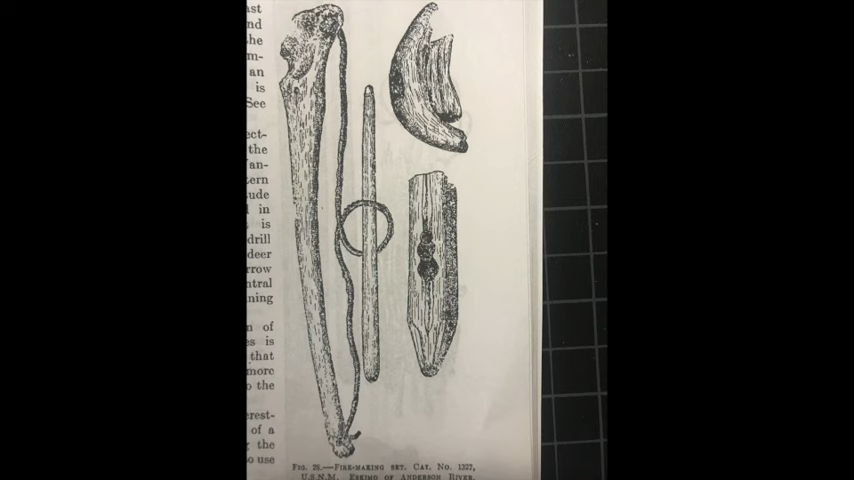 ast
nd
he
m-
an
is
See
ect-
the
an-
tern
ude
in
is
drill
deer
rrow
ntral
ning
n of
es is
that
more
o the
erest-
of a
the
o use
FIG. 26.—FIRE-MAKING SET. CAT. No. 1327,
U.S.N.M. ESKIMO OF ANDERSON RIVER.